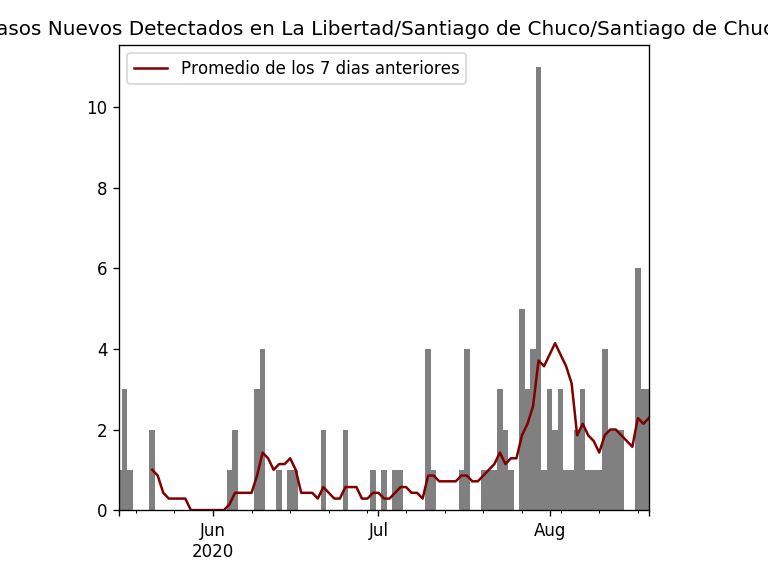 asos Nuevos Detectados en La Libertad/Santiago de Chuco/Santiago de Chuc
Promedio de los 7 dias anteriores
10
8
6
4
2
0
Jun
2020
Jul
Aug